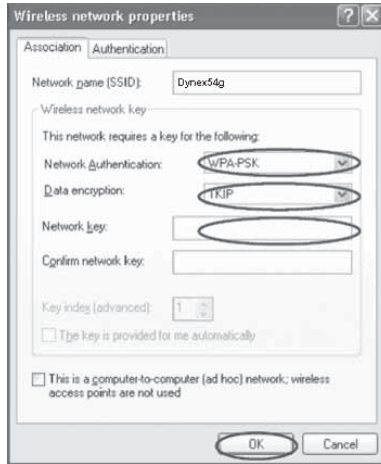 Wireless network properties
Association
Authentication
Network name (SSID):
Dynex54g
Wireless network key
This network requires a key for the following:
Network Authentication:
WPA-PSK
Data encryption:
TKIP
Network key:
Confirm network key:
Key index (advanced):
1
The key is provided for me automatically
This is a computer-to-computer (ad hoc) network; wireless
access points are not used
OK
Cancel